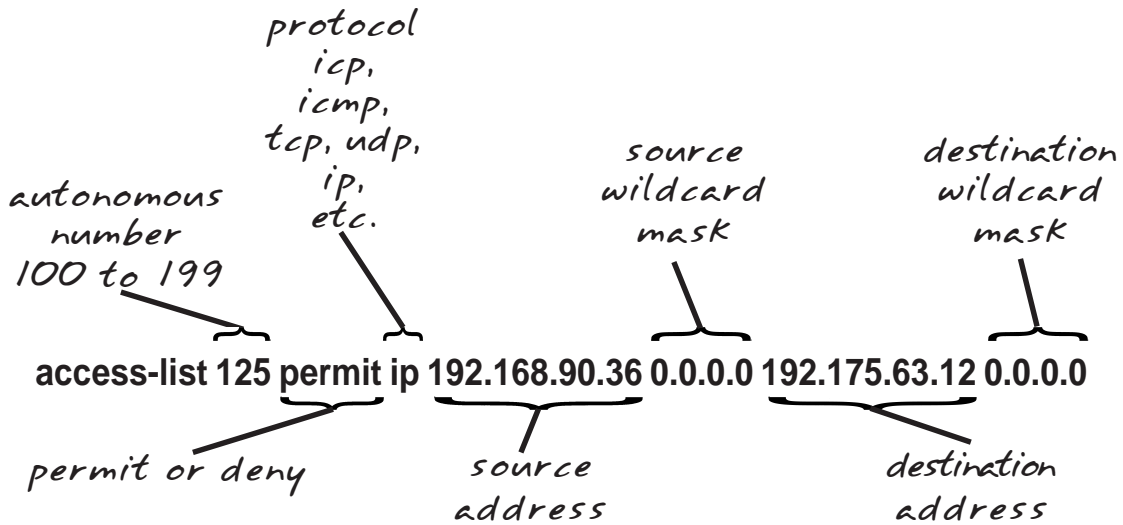 protocol
icp,
icmp,
tcp, udp,
ip,
etc.
autonomous
number
100 to 199
source
wildcard
mask
destination
wildcard
mask
access-list 125 permit ip 192.168.90.36 0.0.0.0 192.175.63.12 0.0.0.0
permit or deny
source
address
destination
address